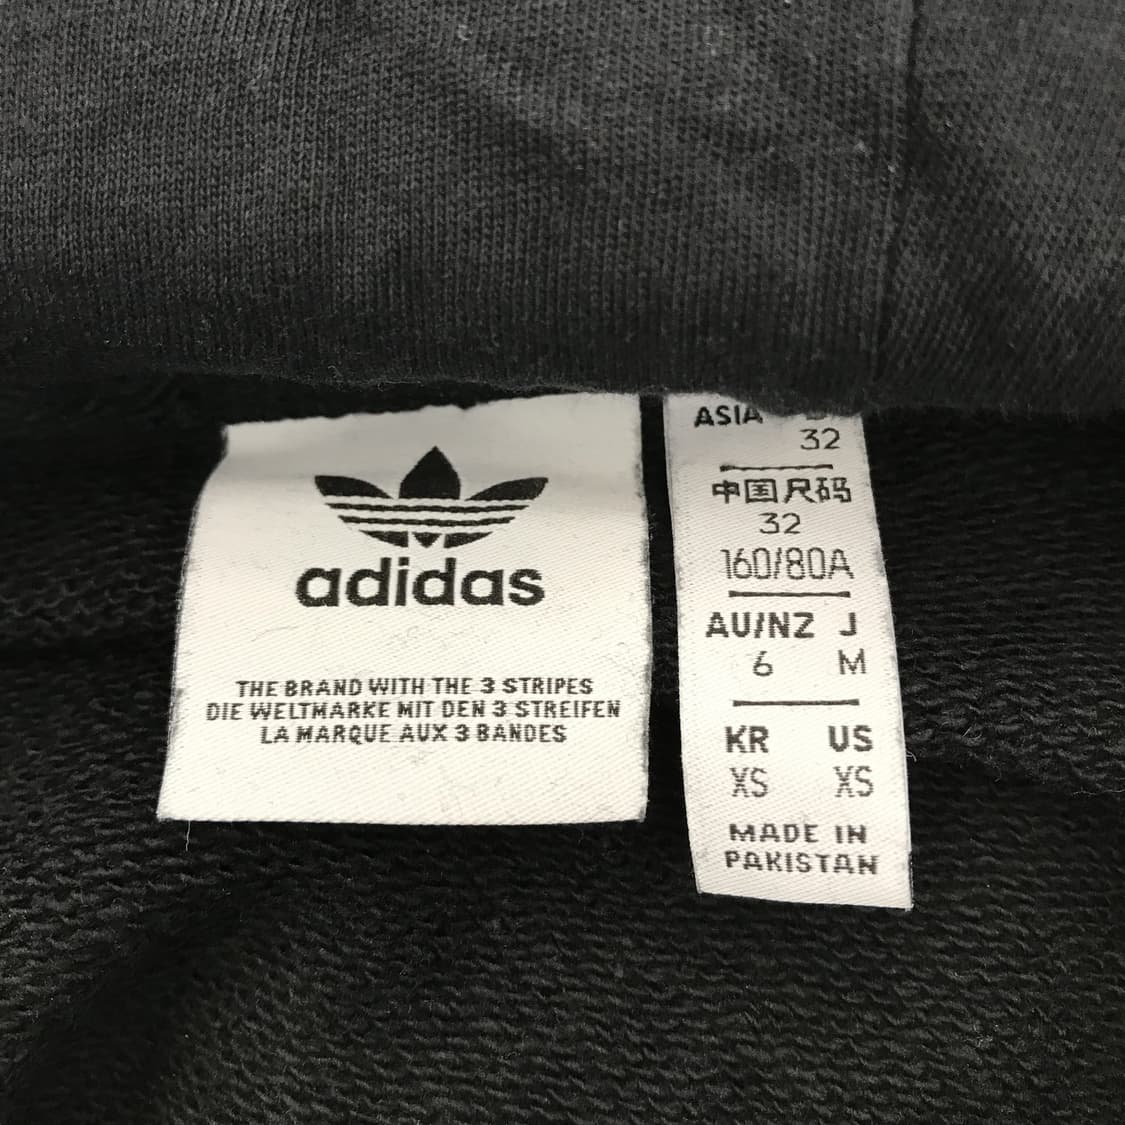 adidas
THE BRAND WITH THE 3 STRIPES
DIE WELTMARKE MIT DEN 3 STREIFEN
LA MARQUE AUX 3 BANDES
ASIA
32
中国尺码
32
160/80A
AU/NZ J
6 M
KR US
XS XS
MADE IN
PAKISTAN